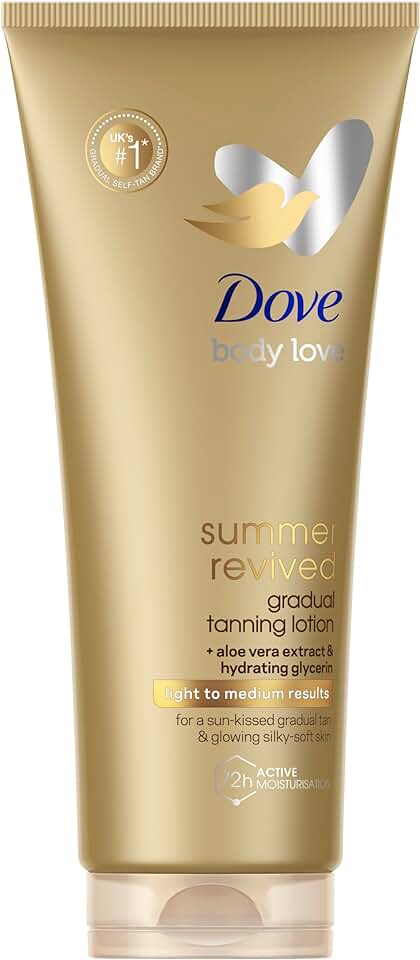 UK's
#1*
GRADUAL SELF-TAN BRAND*
Dove
body love
summer
revived
gradual
tanning lotion
+ aloe vera extract &
hydrating glycerin
light to medium results
for a sun-kissed gradual tan
& glowing silky-soft skin
72h ACTIVE
MOISTURISATION